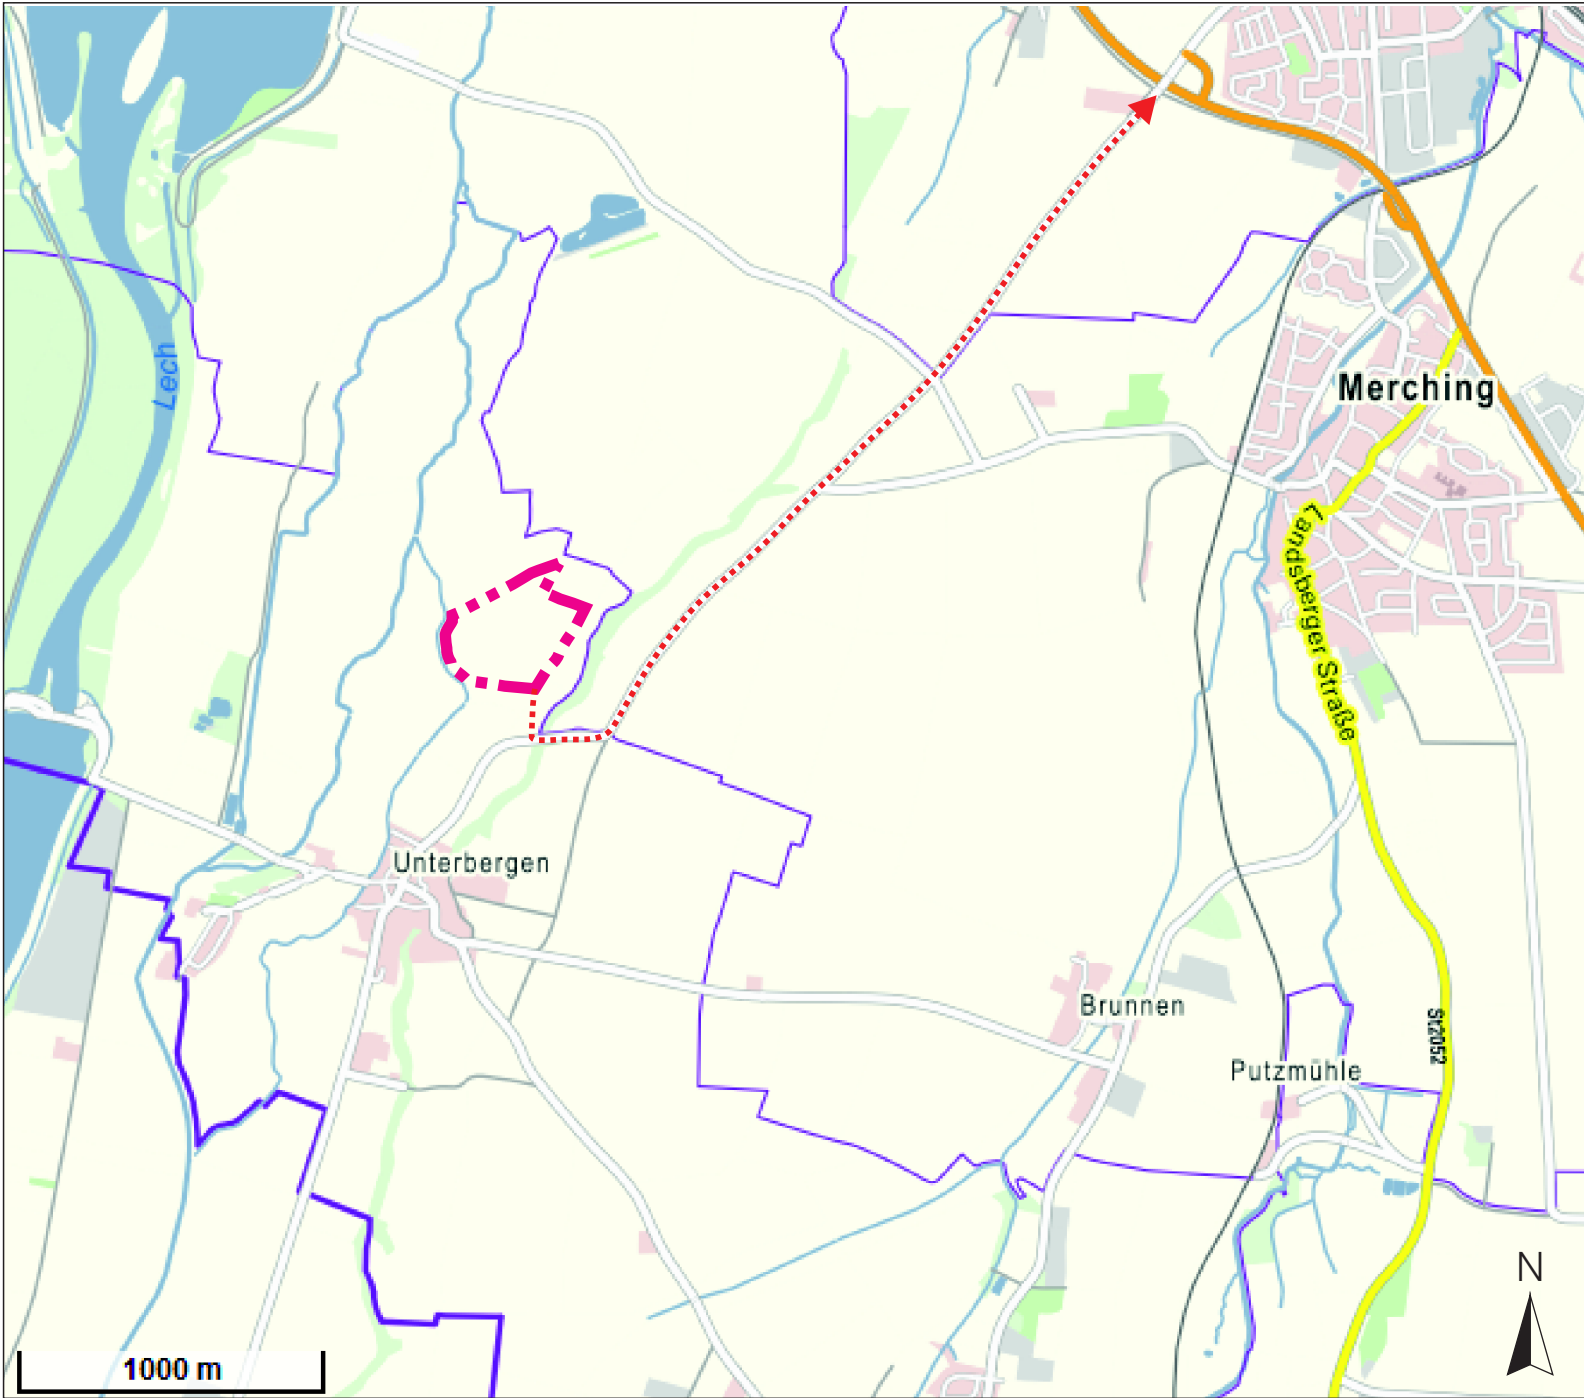 Lech
Merching
Landsberger Straße
Unterbergen
Brunnen
St2052
Putzmühle
N
1000 m